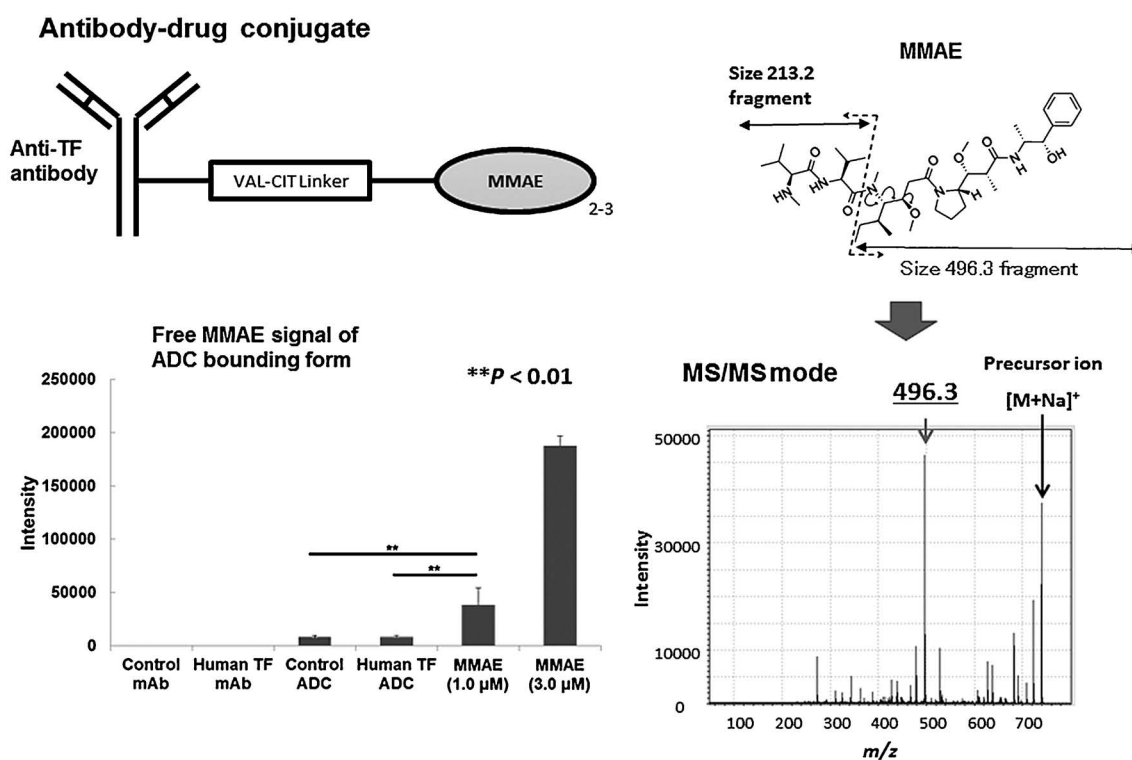 Antibody-drug conjugate
Anti-TF
antibody
VAL-CIT Linker
MMAE
2-3
MMAE
Size 213.2
fragment
O
O
N
O
N
O
HN
HN
O
N
O
O
H
N
H
OH
Size 496.3 fragment
Free MMAE signal of
ADC bounding form
**P < 0.01
Intensity
250000
200000
150000
100000
50000
0
**
**
Control
mAb
Human TF
mAb
Control
ADC
Human TF
ADC
MMAE
(1.0 μM)
MMAE
(3.0 μM)
MS/MS mode
496.3
Precursor ion
[M+Na]+
Intensity
50000
30000
10000
0
100 200 300 400 500 600 700
m/z